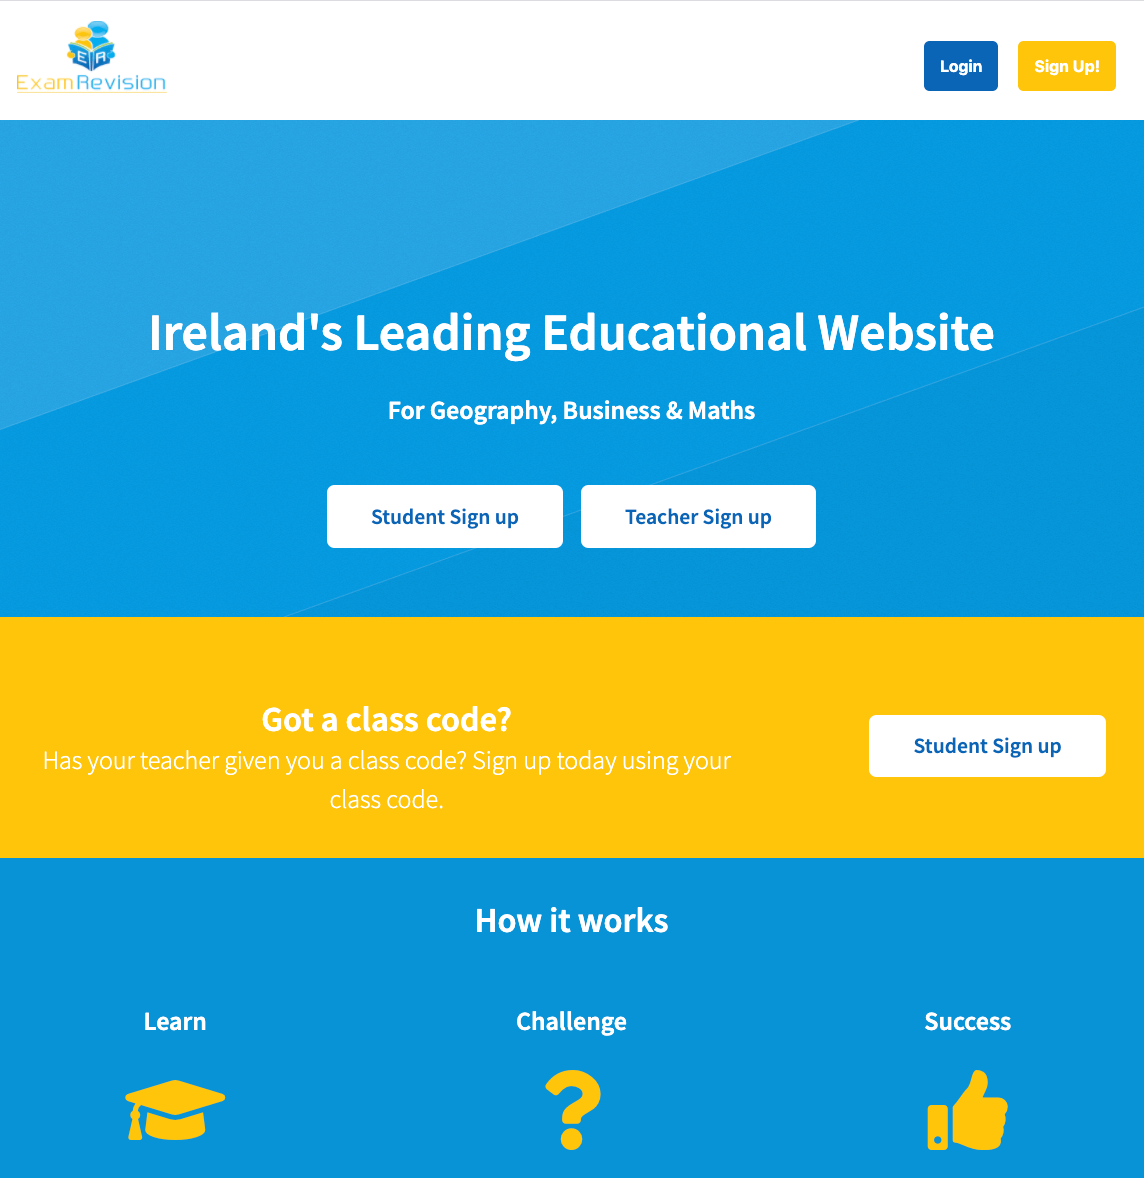 E R
ExamRevision
Login
Sign Up!
Ireland's Leading Educational Website
For Geography, Business & Maths
Student Sign up
Teacher Sign up
Got a class code?
Has your teacher given you a class code? Sign up today using your
class code.
Student Sign up
How it works
Learn
Challenge
Success